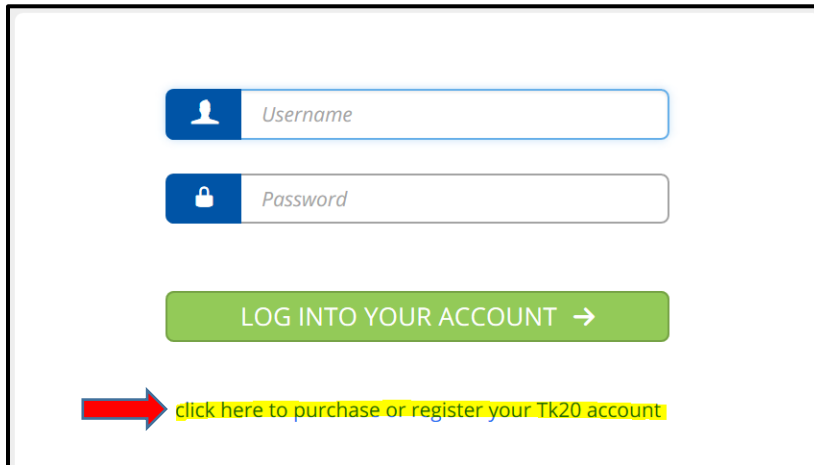 Username
Password
LOG INTO YOUR ACCOUNT →
click here to purchase or register your Tk20 account